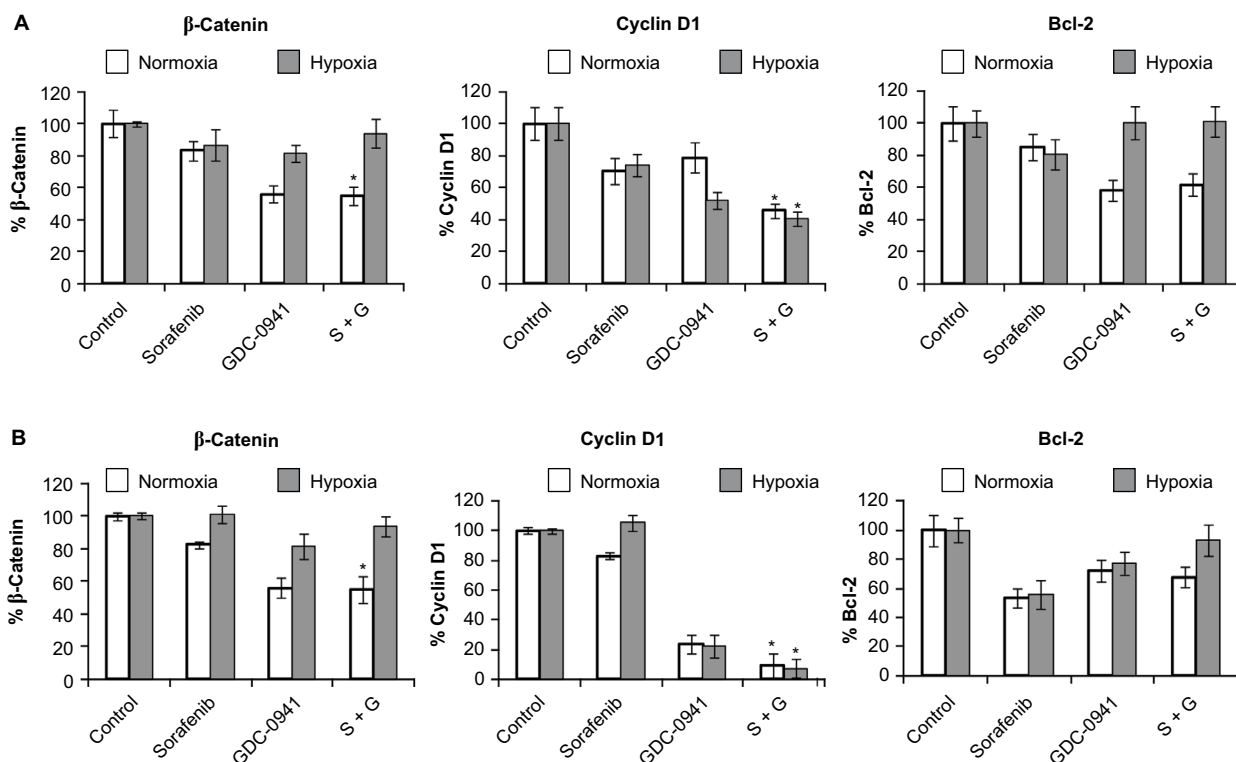 A
β-Catenin
Normoxia
Hypoxia
% β-Catenin
120
100
80
60
40
20
0
*
Control
Sorafenib
GDC-0941
S + G
Cyclin D1
Normoxia
Hypoxia
% Cyclin D1
120
100
80
60
40
20
0
* *
Control
Sorafenib
GDC-0941
S + G
Bcl-2
Normoxia
Hypoxia
% Bcl-2
120
100
80
60
40
20
0
Control
Sorafenib
GDC-0941
S + G
B
β-Catenin
Normoxia
Hypoxia
% β-Catenin
120
100
80
60
40
20
0
*
Control
Sorafenib
GDC-0941
S + G
Cyclin D1
Normoxia
Hypoxia
% Cyclin D1
120
100
80
60
40
20
0
* *
Control
Sorafenib
GDC-0941
S + G
Bcl-2
Normoxia
Hypoxia
% Bcl-2
120
100
80
60
40
20
0
Control
Sorafenib
GDC-0941
S + G